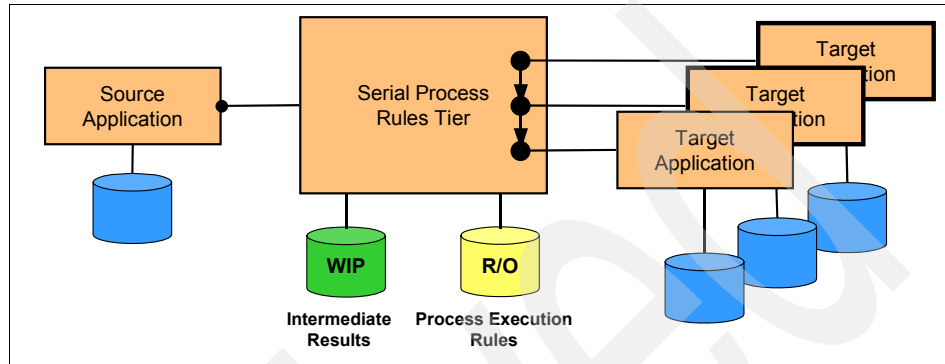 Source
Application
Serial Process
Rules Tier
Target
Target
Target
Application
WIP
R/O
Intermediate
Results
Process Execution
Rules